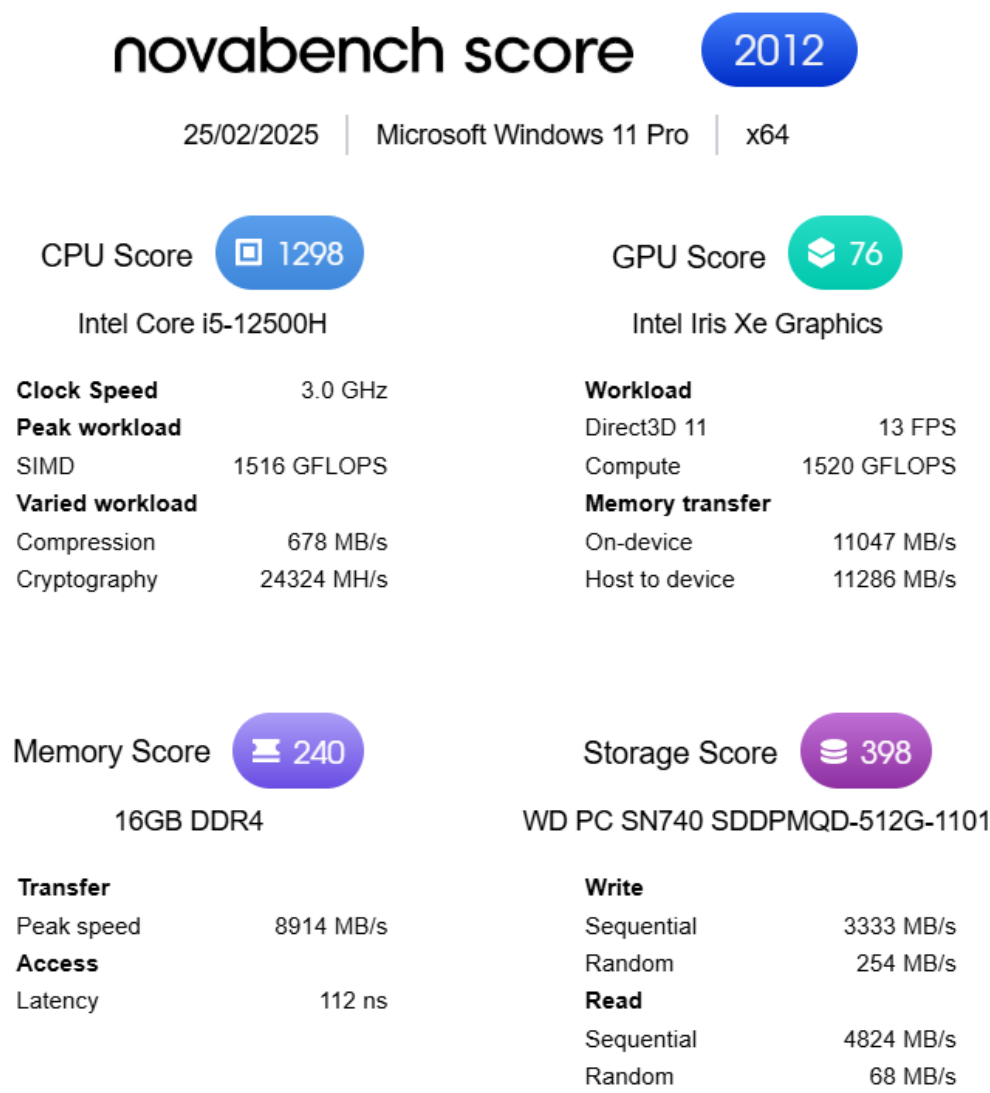 novabench score 2012
25/02/2025 Microsoft Windows 11 Pro x64
CPU Score 1298
Intel Core i5-12500H
Clock Speed 3.0 GHz
Peak workload
SIMD 1516 GFLOPS
Varied workload
Compression 678 MB/s
Cryptography 24324 MH/s
GPU Score 76
Intel Iris Xe Graphics
Workload
Direct3D 11 13 FPS
Compute 1520 GFLOPS
Memory transfer
On-device 11047 MB/s
Host to device 11286 MB/s
Memory Score 240
16GB DDR4
Transfer
Peak speed 8914 MB/s
Access
Latency 112 ns
Storage Score 398
WD PC SN740 SDDPMQD-512G-1101
Write
Sequential 3333 MB/s
Random 254 MB/s
Read
Sequential 4824 MB/s
Random 68 MB/s